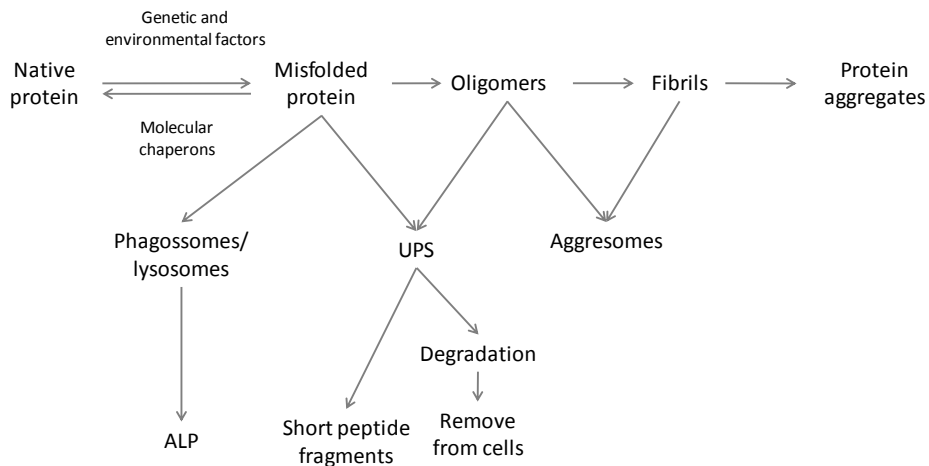 Genetic and
environmental factors
Native
protein
Misfolded
protein
Oligomers
Fibrils
Protein
aggregates
Molecular
chaperons
Phagossomes/
lysosomes
UPS
Aggresomes
Degradation
ALP
Short peptide
fragments
Remove
from cells